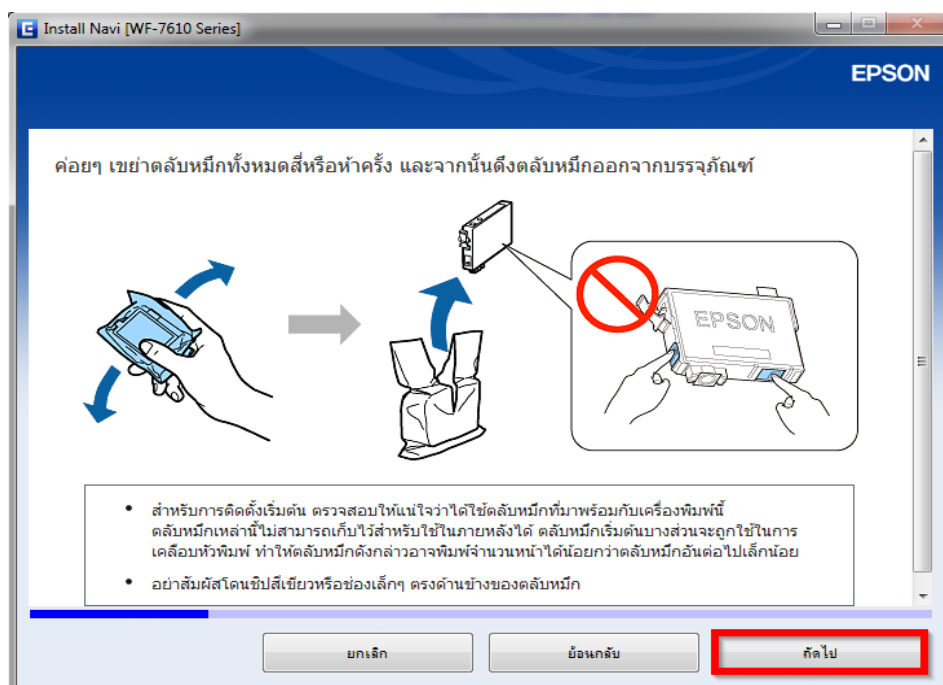 Install Navi [WF-7610 Series]
EPSON
ค่อยๆ เขย่าตลับหมึกทั้งหมดสี่หรือห้าครั้ง และจากนั้นดึงตลับหมึกออกจากบรรจุภัณฑ์
EPSON
• สำหรับการติดตั้งเริ่มต้น ตรวจสอบให้แน่ใจว่าได้ใช้ตลับหมึกที่มาพร้อมกับเครื่องพิมพ์นี้
ตลับหมึกเหล่านี้ไม่สามารถเก็บไว้สำหรับใช้ในภายหลังได้ ตลับหมึกเริ่มต้นบางส่วนจะถูกใช้ในการ
เคลือบหัวพิมพ์ ทำให้ตลับหมึกดังกล่าวอาจพิมพ์จำนวนหน้าได้น้อยกว่าตลับหมึกอันต่อไปเล็กน้อย
• อย่าสัมผัสโดนชิปสีเขียวหรือช่องเล็กๆ ตรงด้านข้างของตลับหมึก
ยกเลิก
ย้อนกลับ
ถัดไป